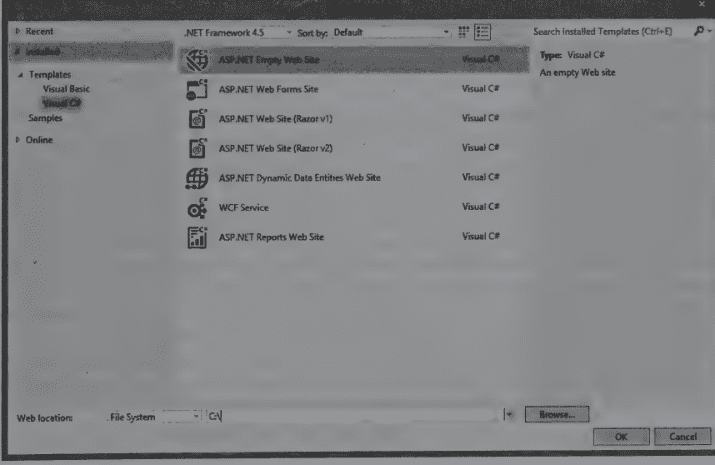 Recent
Installed
Templates
Visual Basic
Visual C#
Samples
Online
.NET Framework 4.5
Sort by: Default
Search Installed Templates (Ctrl+E)
ASP.NET Empty Web Site Visual C#
ASP.NET Web Forms Site Visual C#
ASP.NET Web Site (Razor v1) Visual C#
ASP.NET Web Site (Razor v2) Visual C#
ASP.NET Dynamic Data Entities Web Site Visual C#
WCF Service Visual C#
ASP.NET Reports Web Site Visual C#
Type: Visual C#
An empty Web site
Web location: File System C:\ Browse...
OK Cancel